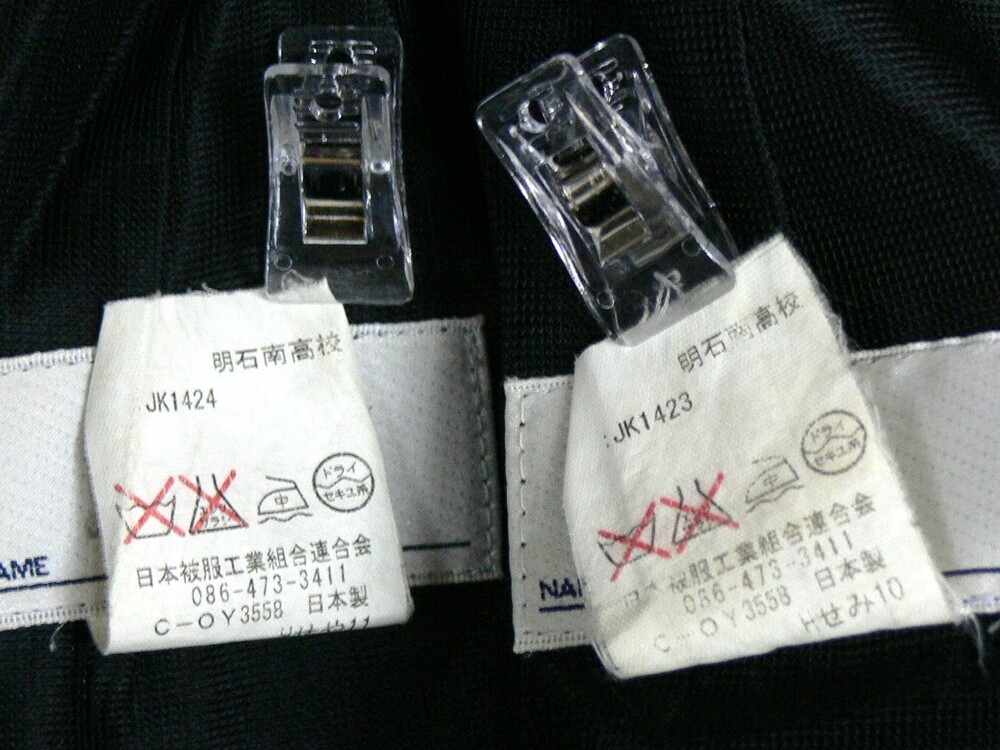 明石南高校
JK1424
中
ドライ
セキユ系
日本被服工業組合連合会
086-473-3411
C-OY3558 日本製
AME
明石南高校
JK1423
中
ドライ
セキユ系
日本被服工業組合連合会
086-473-3411
C-OY3558 日本製
Hせみ10
NA